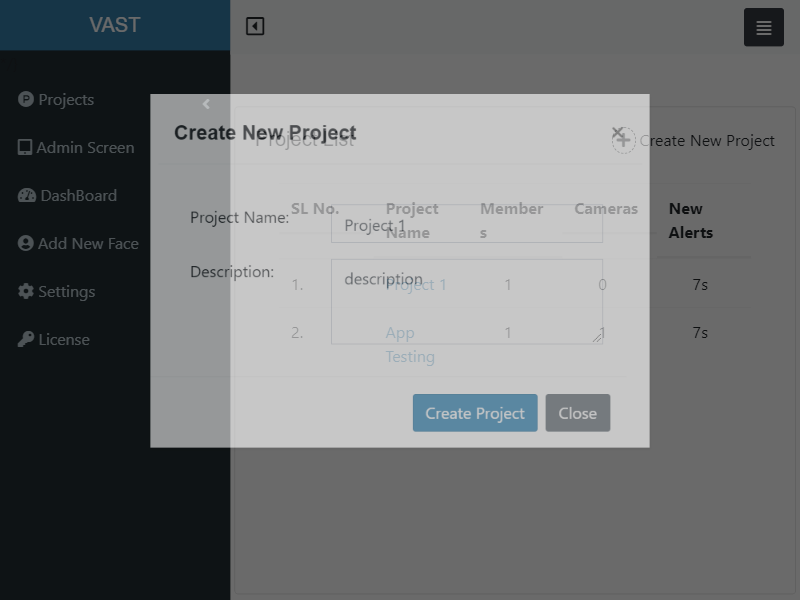 VAST
Projects
Admin Screen
DashBoard
Add New Face
Settings
License
Project List
Create New Project
SL No.
Project Name
Members
Cameras
New Alerts
1. Project 1 1 0 7s
2. App Testing 1 1 7s
Create New Project
×
Project Name:
Project 1
Description:
description
Create Project
Close